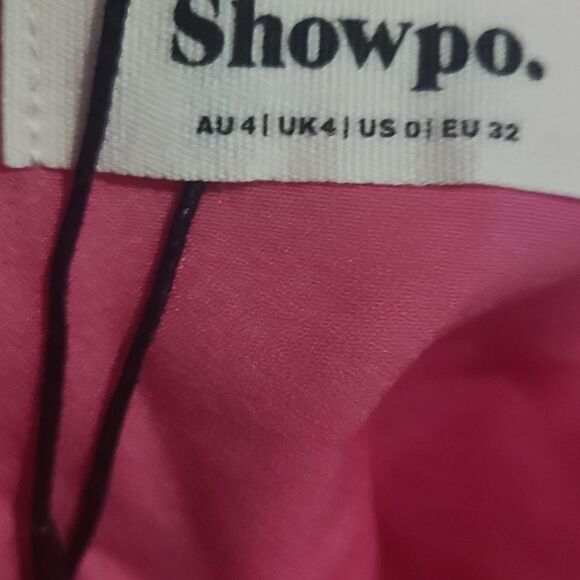 Showpo.
AU 4 | UK4 | US 0 | EU 32